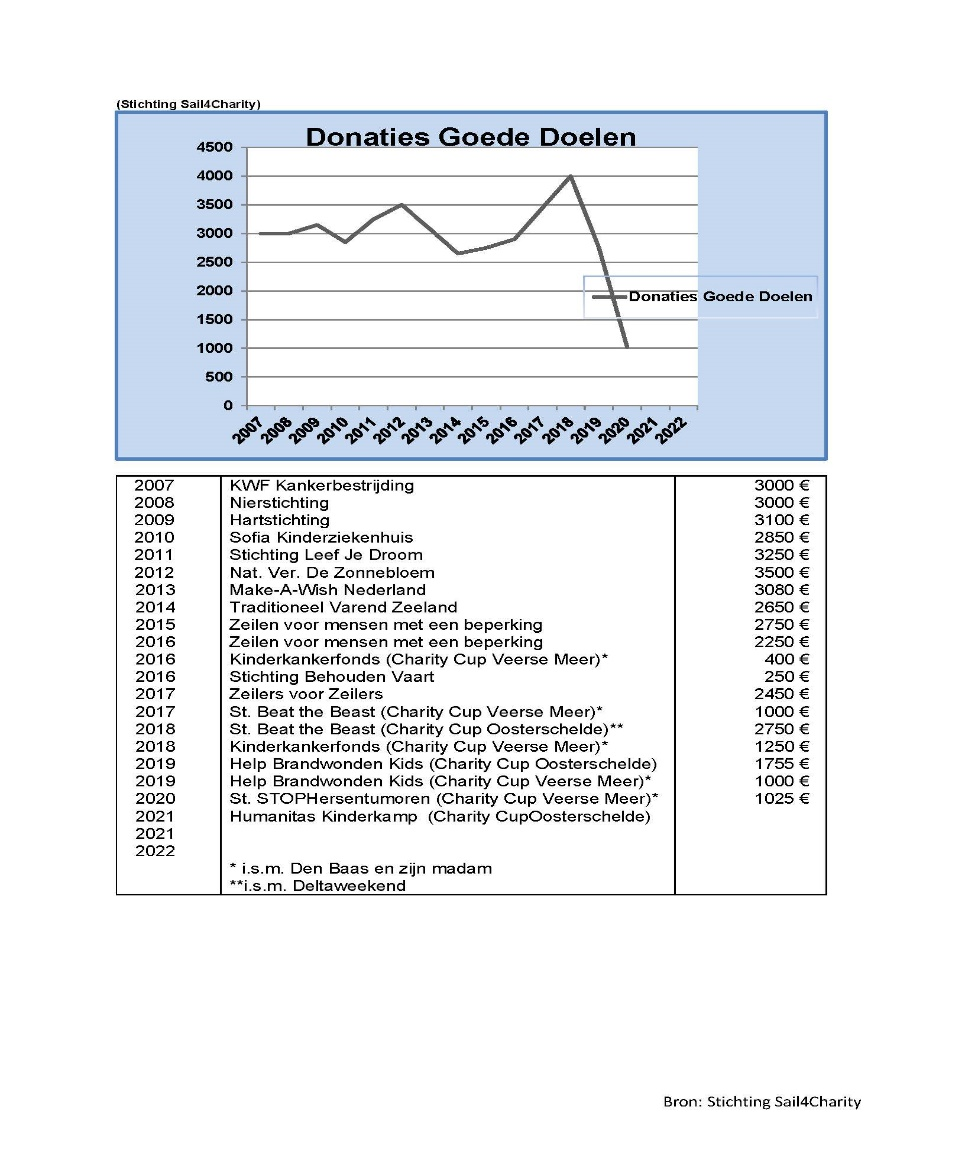 (Stichting Sail4Charity)
Donaties Goede Doelen
4500
4000
3500
3000
2500
2000
1500
1000
500
0
Donaties Goede Doelen
2007 2008 2009 2010 2011 2012 2013 2014 2015 2016 2017 2018 2019 2020 2021 2022
2007 KWF Kankerbestrijding 3000 €
2008 Nierstichting 3000 €
2009 Hartstichting 3100 €
2010 Sofia Kinderziekenhuis 2850 €
2011 Stichting Leef Je Droom 3250 €
2012 Nat. Ver. De Zonnebloem 3500 €
2013 Make-A-Wish Nederland 3080 €
2014 Traditioneel Varend Zeeland 2650 €
2015 Zeilen voor mensen met een beperking 2750 €
2016 Zeilen voor mensen met een beperking 2250 €
2016 Kinderkankerfonds (Charity Cup Veerse Meer)* 400 €
2016 Stichting Behouden Vaart 250 €
2017 Zeilers voor Zeilers 2450 €
2017 St. Beat the Beast (Charity Cup Veerse Meer)* 1000 €
2018 St. Beat the Beast (Charity Cup Oosterschelde)** 2750 €
2018 Kinderkankerfonds (Charity Cup Veerse Meer)* 1250 €
2019 Help Brandwonden Kids (Charity Cup Oosterschelde) 1755 €
2019 Help Brandwonden Kids (Charity Cup Veerse Meer)* 1000 €
2020 St. STOPHersentumoren (Charity Cup Veerse Meer)* 1025 €
2021 Humanitas Kinderkamp (Charity CupOosterschelde)
2021
2022
* i.s.m. Den Baas en zijn madam
**i.s.m. Deltaweekend
Bron: Stichting Sail4Charity